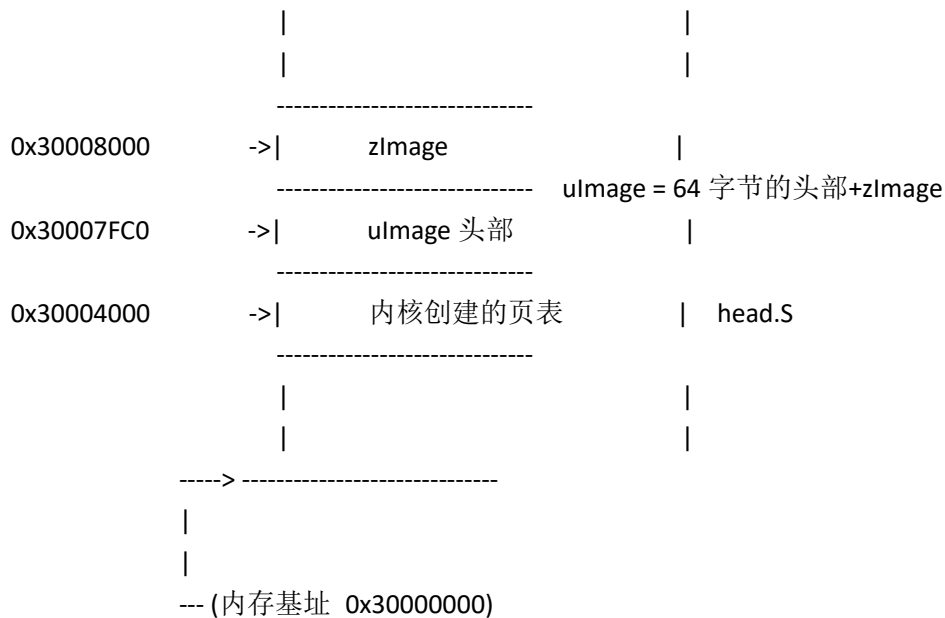 |                                        |
|                                        |
------------------------------
0x30008000 ->| zImage |
------------------------------ uImage = 64 字节的头部+zImage
0x30007FC0 ->| uImage 头部 |
------------------------------
0x30004000 ->| 内核创建的页表 | head.S
------------------------------
|                                        |
|                                        |
-----> ------------------------------
|
|
--- (内存基址 0x30000000)